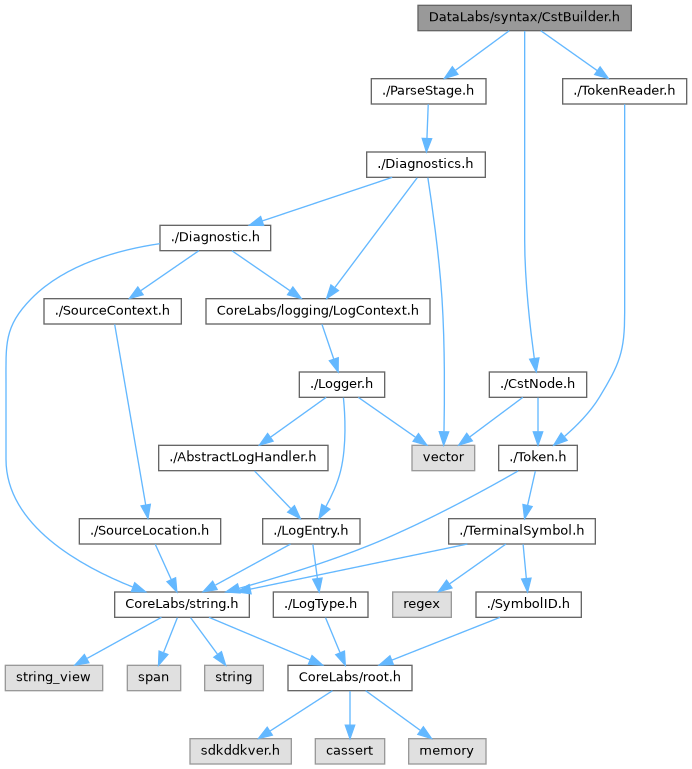 DataLabs/syntax/CstBuilder.h
./ParseStage.h
./TokenReader.h
./Diagnostics.h
./Diagnostic.h
./SourceContext.h
CoreLabs/logging/LogContext.h
./Logger.h
./CstNode.h
./AbstractLogHandler.h
vector
./Token.h
./SourceLocation.h
./LogEntry.h
./TerminalSymbol.h
CoreLabs/string.h
./LogType.h
regex
./SymbolID.h
string_view
span
string
CoreLabs/root.h
sdkddkver.h
cassert
memory